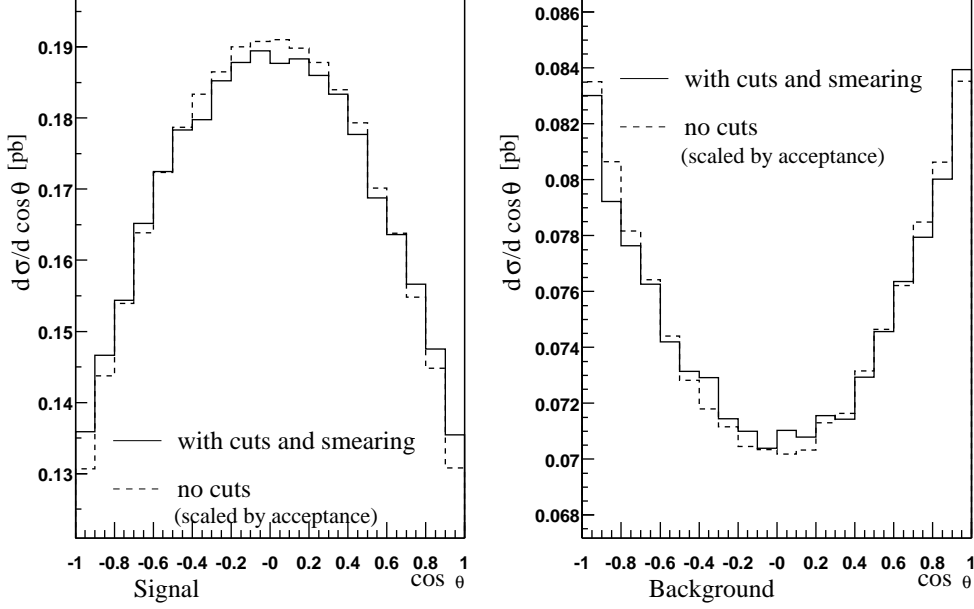 dσ/d cos θ [pb]
0.19
0.18
0.17
0.16
0.15
0.14
0.13
with cuts and smearing
no cuts
(scaled by acceptance)
-1 -0.8 -0.6 -0.4 -0.2 -0 0.2 0.4 0.6 0.8 1
cos θ
Signal
dσ/d cos θ [pb]
0.086
0.084
0.082
0.08
0.078
0.076
0.074
0.072
0.07
0.068
with cuts and smearing
no cuts
(scaled by acceptance)
-1 -0.8 -0.6 -0.4 -0.2 -0 0.2 0.4 0.6 0.8 1
cos θ
Background